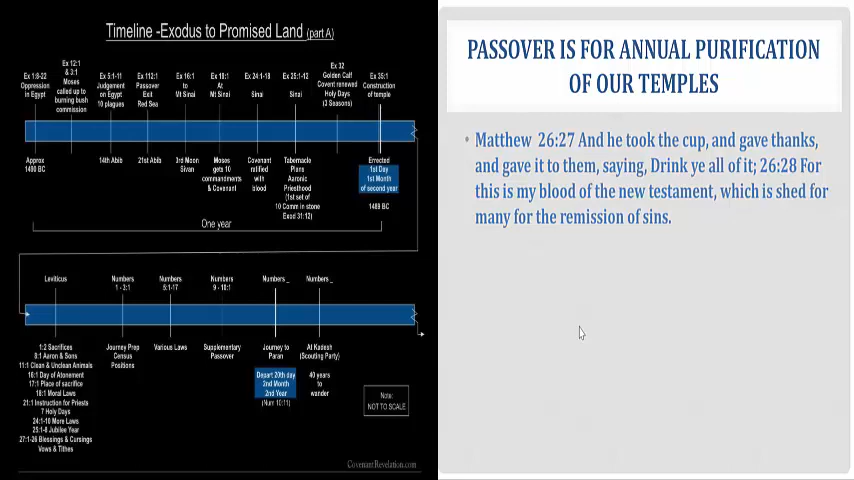 Timeline -Exodus to Promised Land (part A)
Ex 1:8-22
Oppression
in Egypt
Ex 12:1
& 3:1
Moses
called up to
burning bush
commission
Ex 5:1-11
Judgement
on Egypt
10 plagues
Ex 112:1
Passover
Exit
Red Sea
Ex 16:1
to
Mt Sinai
Ex 18:1
At
Mt Sinai
Ex 24:1-18
Sinai
Ex 25:1-12
Sinai
Ex 32
Golden Calf
Covent renewed
Holy Days
(3 Seasons)
Ex 35:1
Construction
of temple
Approx
1490 BC
14th Abib
21st Abib
3rd Moon
Sivan
Moses
gets 10
commandments
& Covenant
Covenant
ratified
with
blood
Tabernacle
Plans
Aaronic
Priesthood
(1st set of
10 Comm in stone
Exod 31:12)
Errected
1st Day
1st Month
of second year
1489 BC
One year
Leviticus
Numbers
1 - 3:1
Numbers
5:1-17
Numbers
9 - 10:1
Numbers _
Numbers _
1:2 Sacrifices
8:1 Aaron & Sons
11:1 Clean & Unclean Animals
16:1 Day of Atonement
17:1 Place of sacrifice
18:1 Moral Laws
21:1 Instruction for Priests
7 Holy Days
24:1-10 More Laws
25:1-8 Jubilee Year
27:1-26 Blessings & Cursings
Vows & Tithes
Journey Prep
Census
Positions
Various Laws
Supplementary
Passover
Journey to
Paran
Depart 20th day
2nd Month
2nd Year
(Num 10:11)
At Kadesh
(Scouting Party)
40 years
to
wander
Note:
NOT TO SCALE
CovenantRevelation.com
PASSOVER IS FOR ANNUAL PURIFICATION
OF OUR TEMPLES
• Matthew 26:27 And he took the cup, and gave thanks,
and gave it to them, saying, Drink ye all of it; 26:28 For
this is my blood of the new testament, which is shed for
many for the remission of sins.